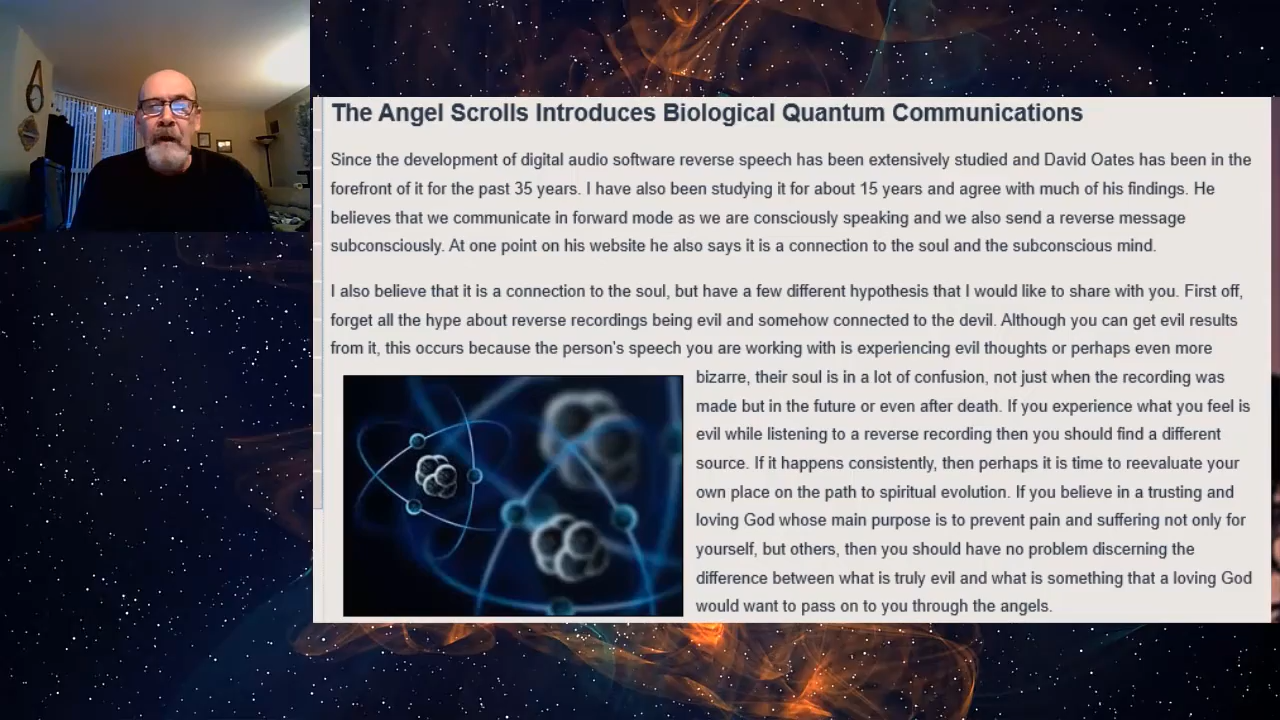 The Angel Scrolls Introduces Biological Quantum Communications
Since the development of digital audio software reverse speech has been extensively studied and David Oates has been in the
forefront of it for the past 35 years. I have also been studying it for about 15 years and agree with much of his findings. He
believes that we communicate in forward mode as we are consciously speaking and we also send a reverse message
subconsciously. At one point on his website he also says it is a connection to the soul and the subconscious mind.
I also believe that it is a connection to the soul, but have a few different hypothesis that I would like to share with you. First off,
forget all the hype about reverse recordings being evil and somehow connected to the devil. Although you can get evil results
from it, this occurs because the person's speech you are working with is experiencing evil thoughts or perhaps even more
bizarre, their soul is in a lot of confusion, not just when the recording was
made but in the future or even after death. If you experience what you feel is
evil while listening to a reverse recording then you should find a different
source. If it happens consistently, then perhaps it is time to reevaluate your
own place on the path to spiritual evolution. If you believe in a trusting and
loving God whose main purpose is to prevent pain and suffering not only for
yourself, but others, then you should have no problem discerning the
difference between what is truly evil and what is something that a loving God
would want to pass on to you through the angels.